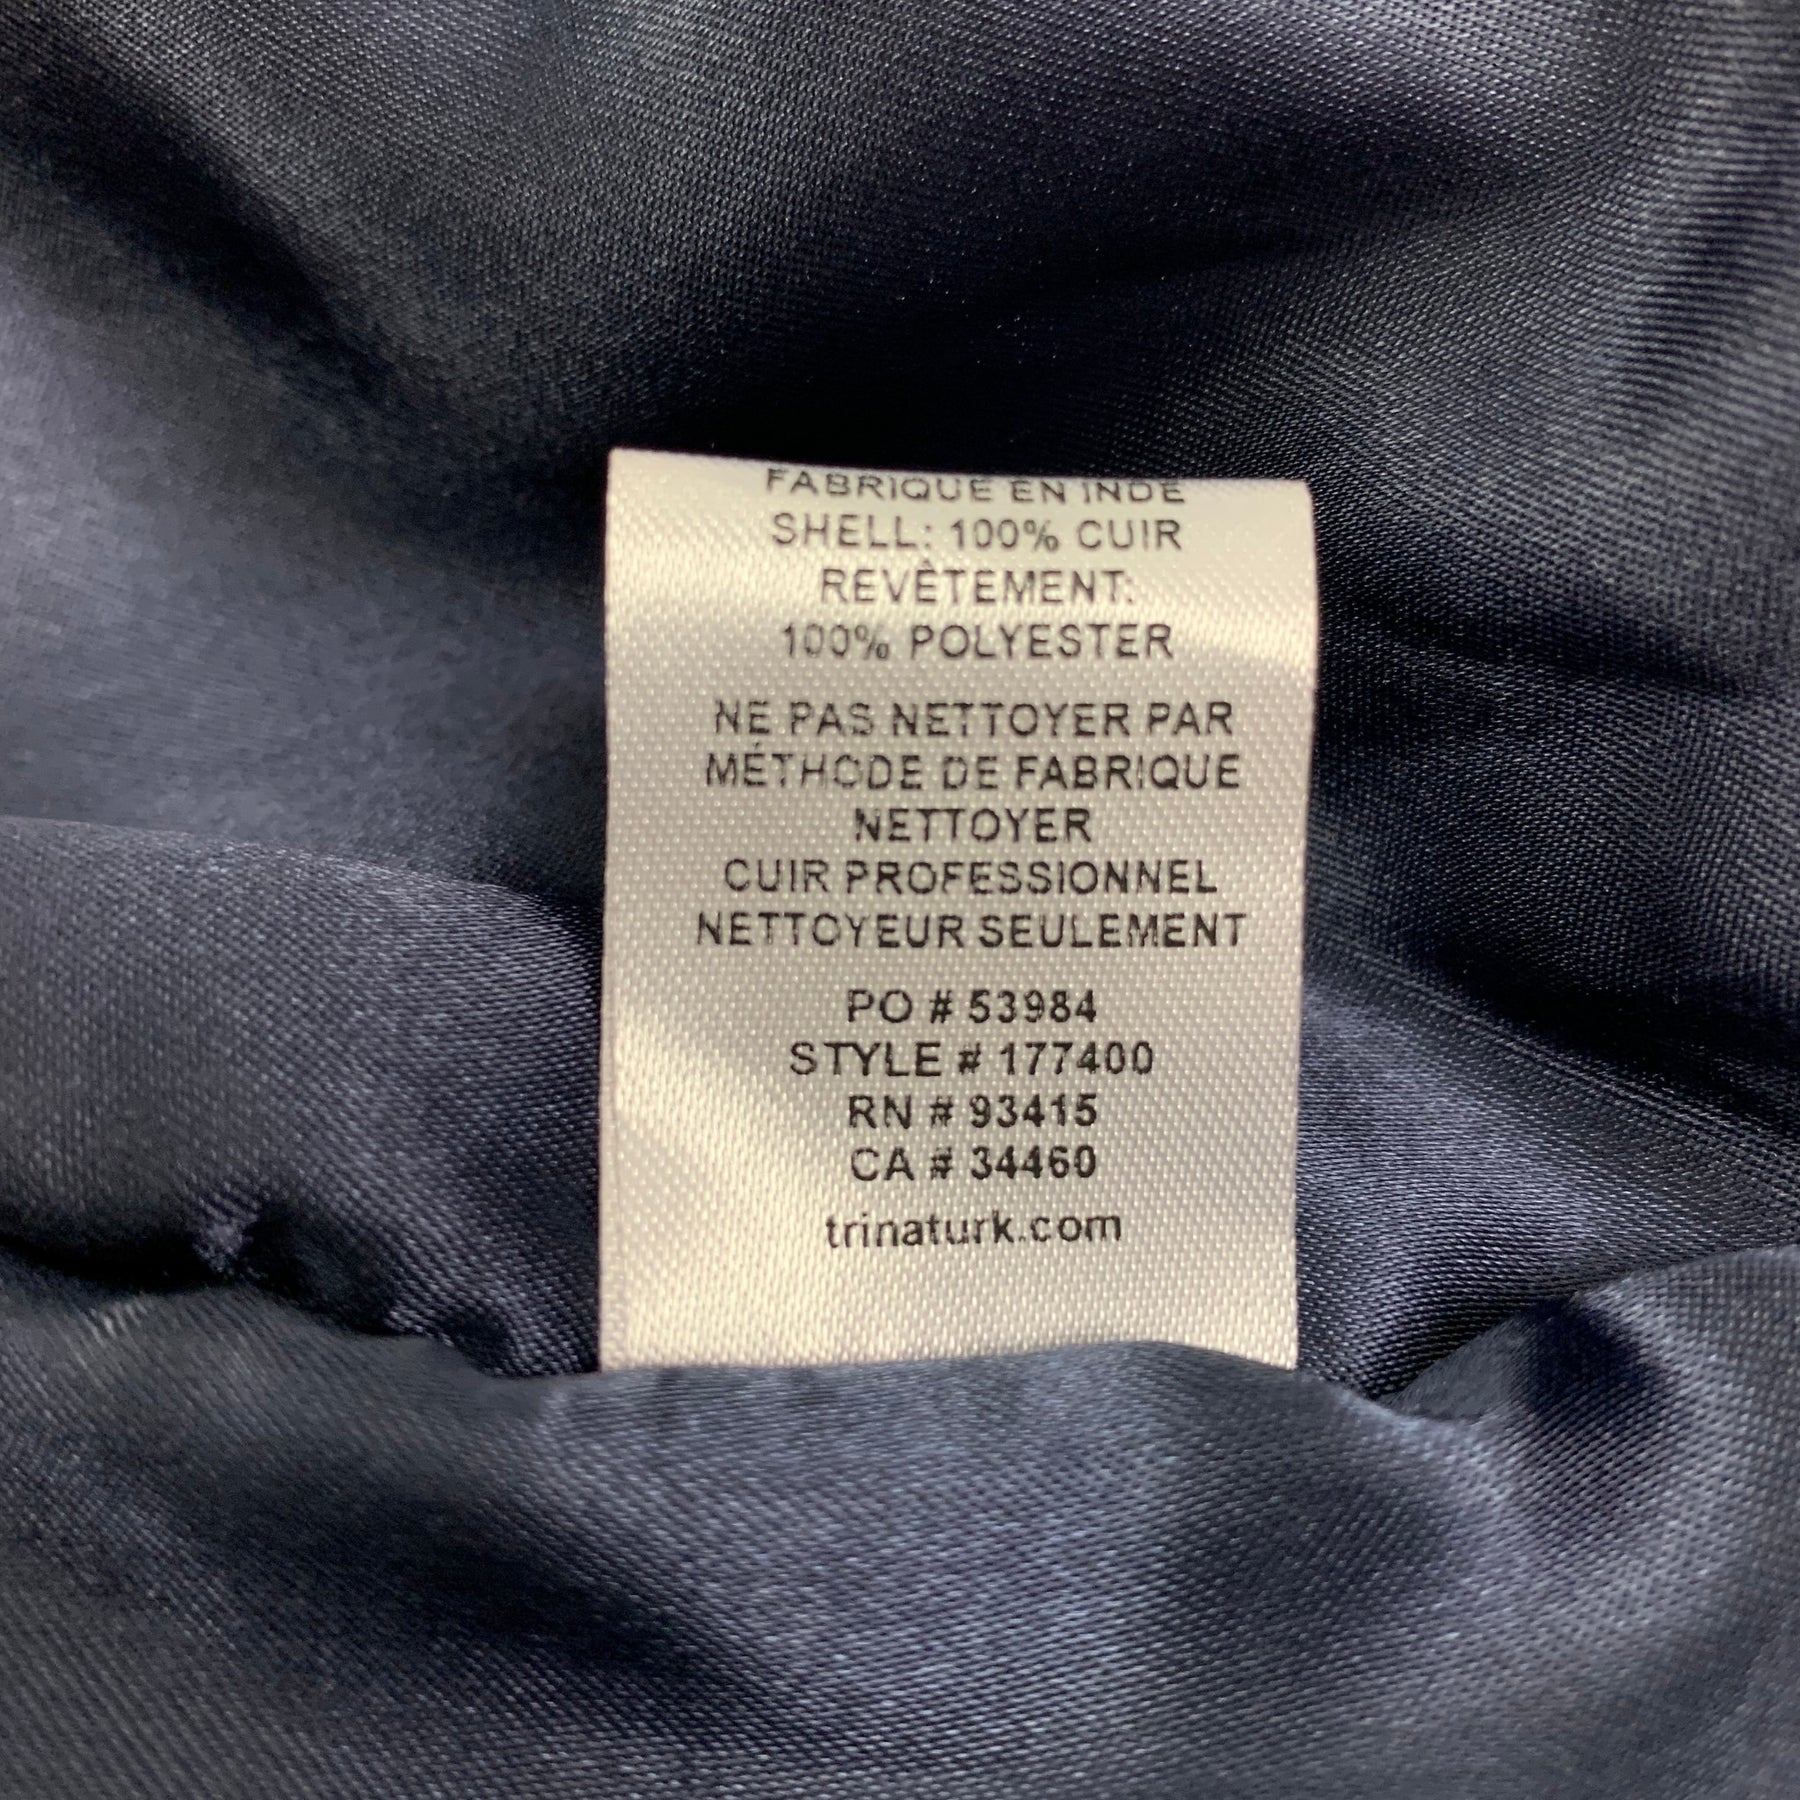 FABRIQUE EN INDE
SHELL: 100% CUIR
REVÊTEMENT:
100% POLYESTER
NE PAS NETTOYER PAR
MÉTHODE DE FABRIQUE
NETTOYER
CUIR PROFESSIONNEL
NETTOYEUR SEULEMENT
PO # 53984
STYLE # 177400
RN # 93415
CA # 34460
trinaturk.com